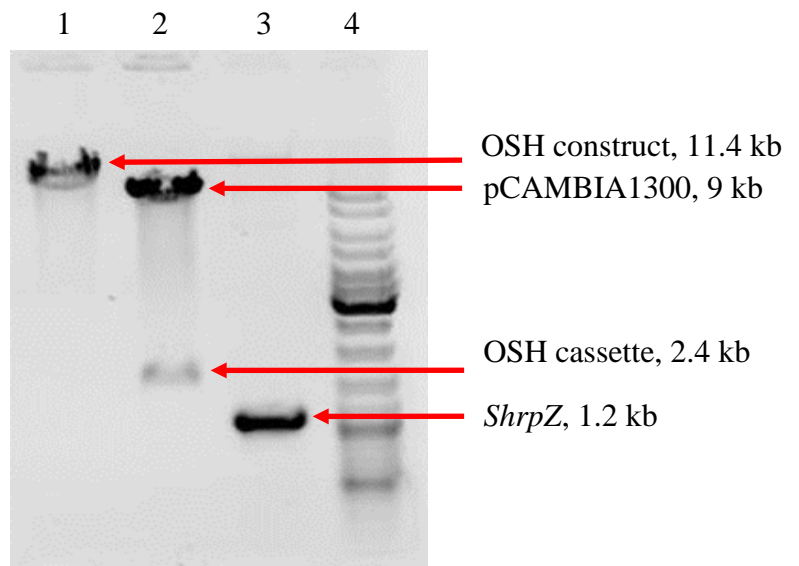 1 2 3 4
OSH construct, 11.4 kb
pCAMBIA1300, 9 kb
OSH cassette, 2.4 kb
ShrpZ, 1.2 kb